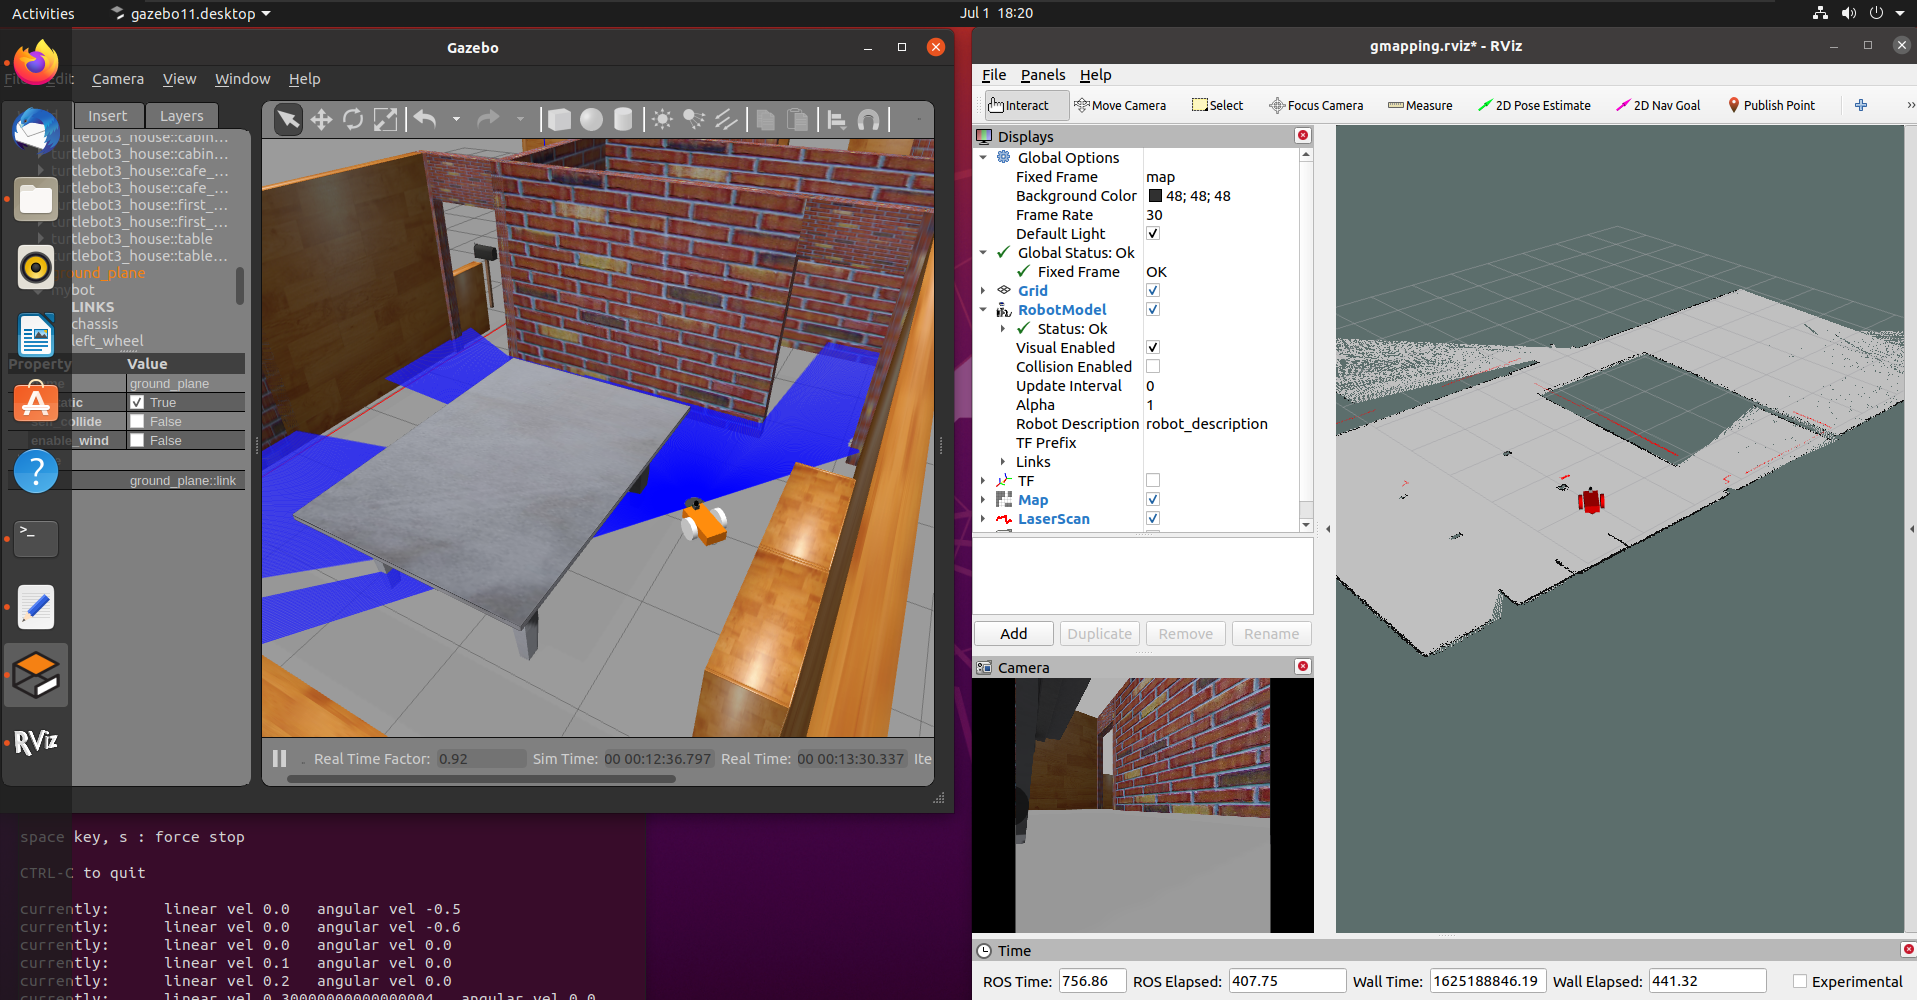 Activities
gazebo11.desktop
Jul 1 18:20
Gazebo
Camera View Window Help
Insert Layers
turtlebot3_house::cabin...
turtlebot3_house::cabin...
turtlebot3_house::cafe_...
turtlebot3_house::cafe_...
turtlebot3_house::first_...
turtlebot3_house::first_...
turtlebot3_house::table
turtlebot3_house::table...
ground_plane
mybot
LINKS
chassis
left_wheel
Property Value
ground_plane
True
self_collide False
enable_wind False
ground_plane::link
Real Time Factor: 0.92 Sim Time: 00 00:12:36.797 Real Time: 00 00:13:30.337 Ite
>_
RViz
space key, s : force stop
CTRL-C to quit
currently: linear vel 0.0 angular vel -0.5
currently: linear vel 0.0 angular vel -0.6
currently: linear vel 0.0 angular vel 0.0
currently: linear vel 0.1 angular vel 0.0
currently: linear vel 0.2 angular vel 0.0
currently: linear vel 0.30000000000000004 angular vel 0.0
gmapping.rviz* - RViz
File Panels Help
Interact Move Camera Select Focus Camera Measure 2D Pose Estimate 2D Nav Goal Publish Point »
Displays
Global Options
Fixed Frame map
Background Color 48; 48; 48
Frame Rate 30
Default Light
Global Status: Ok
Fixed Frame OK
Grid
RobotModel
Status: Ok
Visual Enabled
Collision Enabled
Update Interval 0
Alpha 1
Robot Description robot_description
TF Prefix
Links
TF
Map
LaserScan
Add Duplicate Remove Rename
Camera
Time
ROS Time: 756.86 ROS Elapsed: 407.75 Wall Time: 1625188846.19 Wall Elapsed: 441.32 Experimental